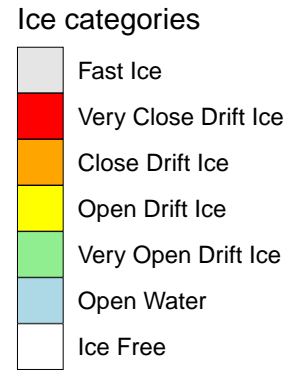 Ice categories
Fast Ice
Very Close Drift Ice
Close Drift Ice
Open Drift Ice
Very Open Drift Ice
Open Water
Ice Free